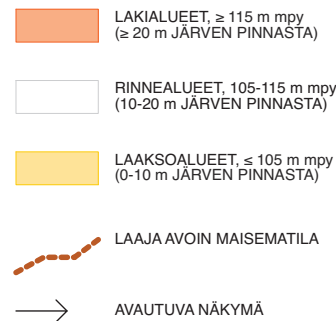 LAKIALUEET, ≥ 115 m mpy
(≥ 20 m JÄRVEN PINNASTA)
RINNEALUEET, 105-115 m mpy
(10-20 m JÄRVEN PINNASTA)
LAAKSOALUEET, ≤ 105 m mpy
(0-10 m JÄRVEN PINNASTA)
LAAJA AVOIN MAISEMATILA
AVAUTUVA NÄKYMÄ